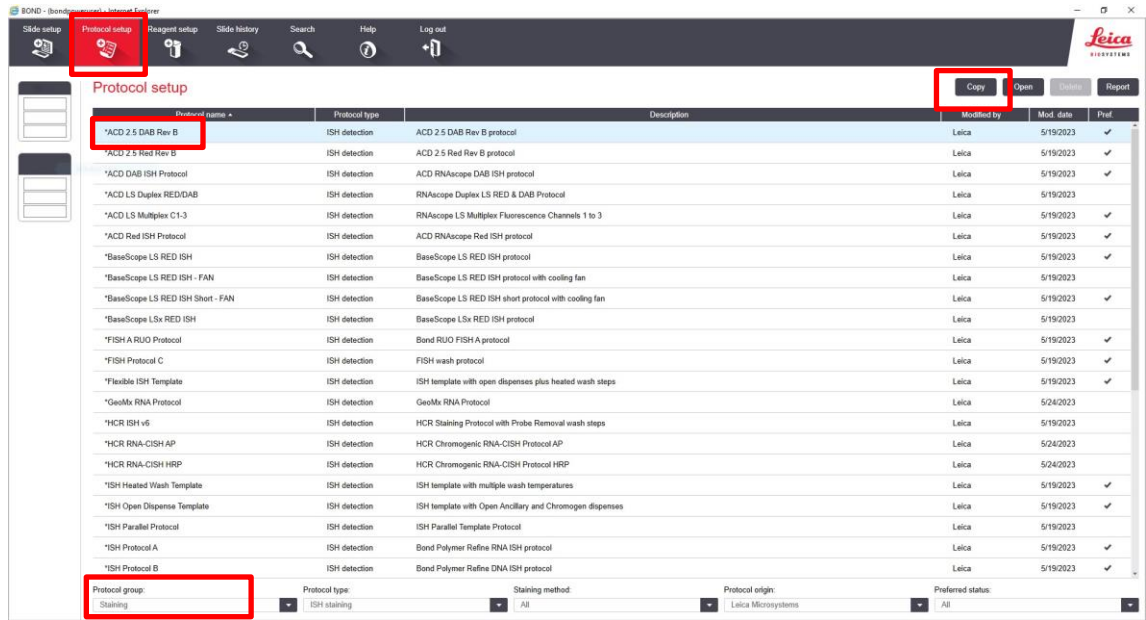 BOND - (bondpoweruser) - Internet Explorer
Slide setup Protocol setup Reagent setup Slide history Search Help Log out
Leica
BIOSYSTEMS
Protocol setup
Copy Open Delete Report
Protocol name Protocol type Description Modified by Mod. date Pref.
*ACD 2.5 DAB Rev B ISH detection ACD 2.5 DAB Rev B protocol Leica 5/19/2023 ✔
*ACD 2.5 Red Rev B ISH detection ACD 2.5 Red Rev B protocol Leica 5/19/2023 ✔
*ACD DAB ISH Protocol ISH detection ACD RNAscope DAB ISH protocol Leica 5/19/2023 ✔
*ACD LS Duplex RED/DAB ISH detection RNAscope Duplex LS RED & DAB Protocol Leica 5/19/2023
*ACD LS Multiplex C1-3 ISH detection RNAscope LS Multiplex Fluorescence Channels 1 to 3 Leica 5/19/2023 ✔
*ACD Red ISH Protocol ISH detection ACD RNAscope Red ISH protocol Leica 5/19/2023 ✔
*BaseScope LS RED ISH ISH detection BaseScope LS RED ISH protocol Leica 5/19/2023 ✔
*BaseScope LS RED ISH - FAN ISH detection BaseScope LS RED ISH protocol with cooling fan Leica 5/19/2023
*BaseScope LS RED ISH Short - FAN ISH detection BaseScope LS RED ISH short protocol with cooling fan Leica 5/19/2023 ✔
*BaseScope LSx RED ISH ISH detection BaseScope LSx RED ISH protocol Leica 5/19/2023
*FISH A RUO Protocol ISH detection Bond RUO FISH A protocol Leica 5/19/2023 ✔
*FISH Protocol C ISH detection FISH wash protocol Leica 5/19/2023 ✔
*Flexible ISH Template ISH detection ISH template with open dispenses plus heated wash steps Leica 5/19/2023 ✔
*GeoMx RNA Protocol ISH detection GeoMx RNA Protocol Leica 5/24/2023
*HCR ISH v6 ISH detection HCR Staining Protocol with Probe Removal wash steps Leica 5/19/2023
*HCR RNA-CISH AP ISH detection HCR Chromogenic RNA-CISH Protocol AP Leica 5/24/2023
*HCR RNA-CISH HRP ISH detection HCR Chromogenic RNA-CISH Protocol HRP Leica 5/24/2023
*ISH Heated Wash Template ISH detection ISH template with multiple wash temperatures Leica 5/19/2023 ✔
*ISH Open Dispense Template ISH detection ISH template with Open Ancillary and Chromogen dispenses Leica 5/19/2023 ✔
*ISH Parallel Protocol ISH detection ISH Parallel Template Protocol Leica 5/19/2023
*ISH Protocol A ISH detection Bond Polymer Refine RNA ISH protocol Leica 5/19/2023 ✔
*ISH Protocol B ISH detection Bond Polymer Refine DNA ISH protocol Leica 5/19/2023 ✔
Protocol group: Protocol type: Staining method: Protocol origin: Preferred status:
Staining ISH staining All Leica Microsystems All